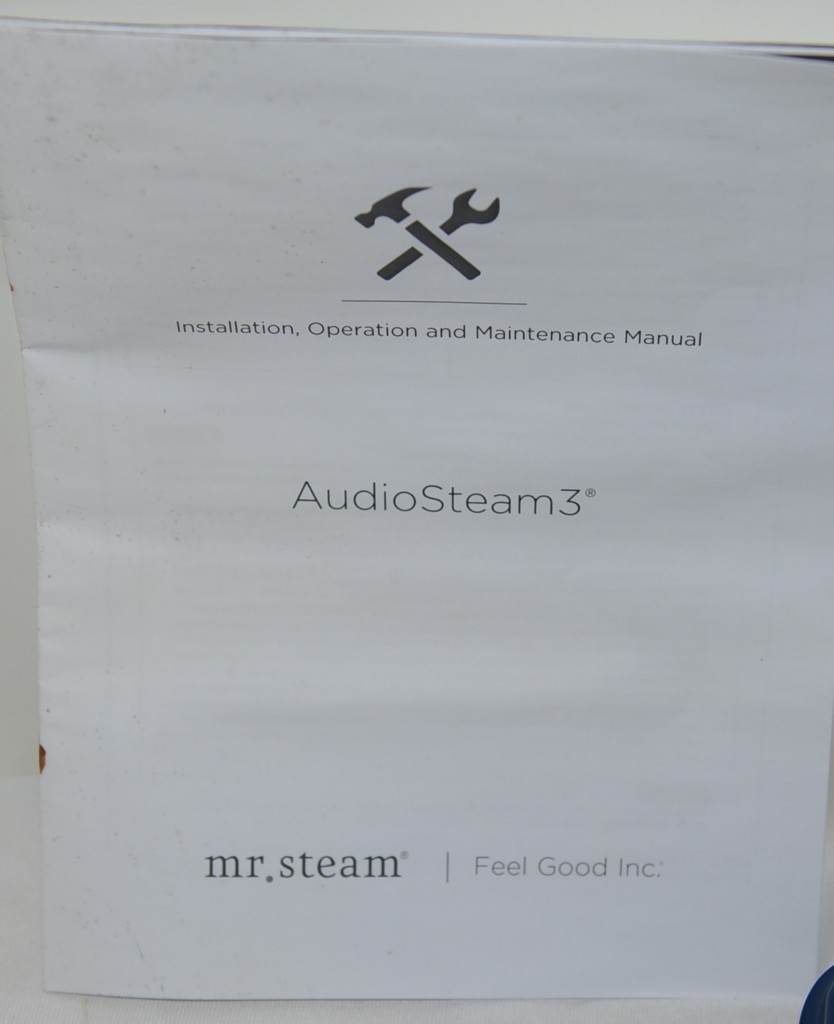 Installation, Operation and Maintenance Manual
AudioSteam3®
mr.steam® | Feel Good Inc.